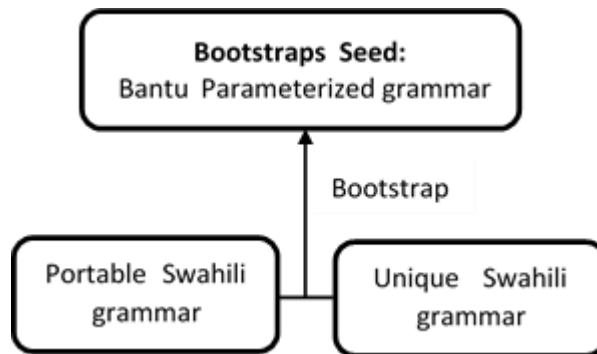 Bootstraps Seed:
Bantu Parameterized grammar
Bootstrap
Portable Swahili
grammar
Unique Swahili
grammar